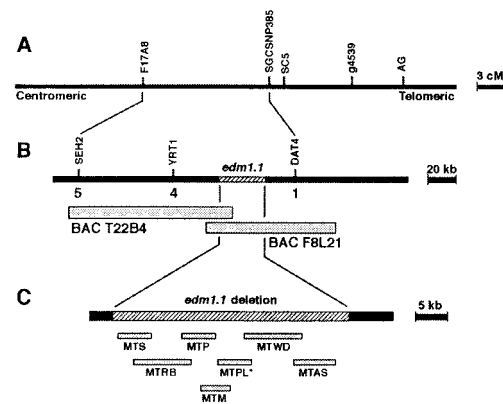 A
F17A8
SGCSNP385
SC5
g4539
AG
3 cM
Centromeric
Telomeric
B
SEH2
YRT1
edm1.1
DAT4
20 kb
5
4
1
BAC T22B4
BAC F8L21
C
edm1.1 deletion
5 kb
MTS
MTP
MTWD
MTRB
MTPL*
MTAS
MTM